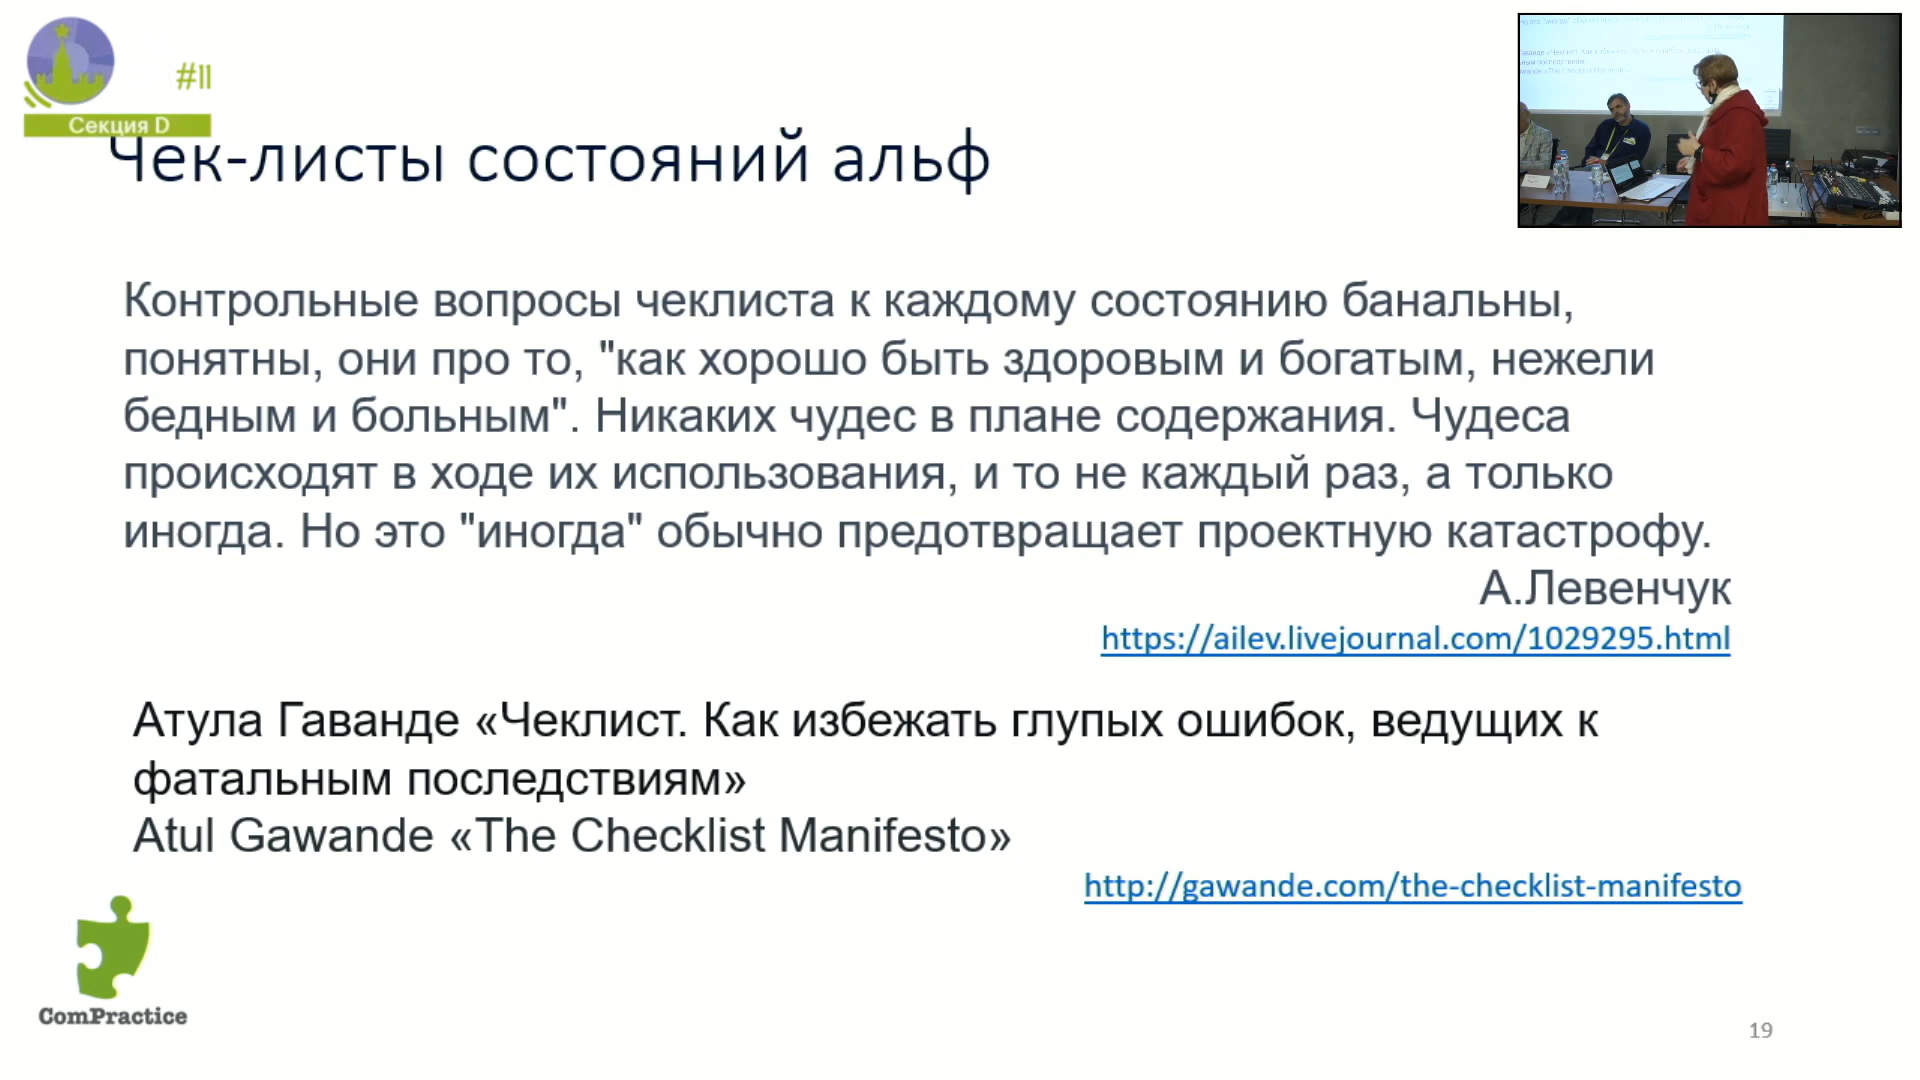 #11
Секция D
Чек-листы состояний альф
Контрольные вопросы чеклиста к каждому состоянию банальны,
понятны, они про то, "как хорошо быть здоровым и богатым, нежели
бедным и больным". Никаких чудес в плане содержания. Чудеса
происходят в ходе их использования, и то не каждый раз, а только
иногда. Но это "иногда" обычно предотвращает проектную катастрофу.
А.Левенчук
https://ailev.livejournal.com/1029295.html
Атула Гаванде «Чеклист. Как избежать глупых ошибок, ведущих к
фатальным последствиям»
Atul Gawande «The Checklist Manifesto»
http://gawande.com/the-checklist-manifesto
ComPractice
19